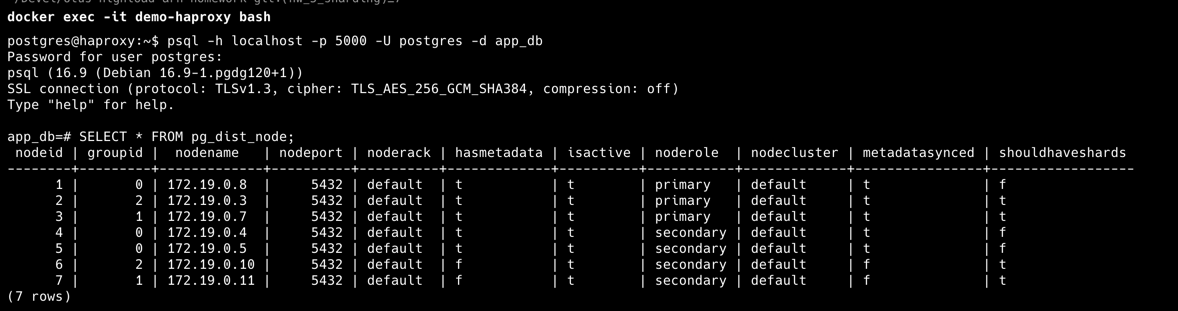 docker exec -it demo-haproxy bash
postgres@haproxy:~$ psql -h localhost -p 5000 -U postgres -d app_db
Password for user postgres:
psql (16.9 (Debian 16.9-1.pgdg120+1))
SSL connection (protocol: TLSv1.3, cipher: TLS_AES_256_GCM_SHA384, compression: off)
Type "help" for help.
app_db=# SELECT * FROM pg_dist_node;
 nodeid | groupid |  nodename   | nodeport | noderack | hasmetadata | isactive | noderole  | nodecluster | metadatasynced | shouldhaveshards
--------+---------+-------------+----------+----------+-------------+----------+-----------+-------------+----------------+------------------
      1 |       0 | 172.19.0.8  |     5432 | default  | t           | t        | primary   | default     | t              | f
      2 |       2 | 172.19.0.3  |     5432 | default  | t           | t        | primary   | default     | t              | t
      3 |       1 | 172.19.0.7  |     5432 | default  | t           | t        | primary   | default     | t              | t
      4 |       0 | 172.19.0.4  |     5432 | default  | t           | t        | secondary | default     | t              | f
      5 |       0 | 172.19.0.5  |     5432 | default  | t           | t        | secondary | default     | t              | f
      6 |       2 | 172.19.0.10 |     5432 | default  | f           | t        | secondary | default     | f              | t
      7 |       1 | 172.19.0.11 |     5432 | default  | f           | t        | secondary | default     | f              | t
(7 rows)